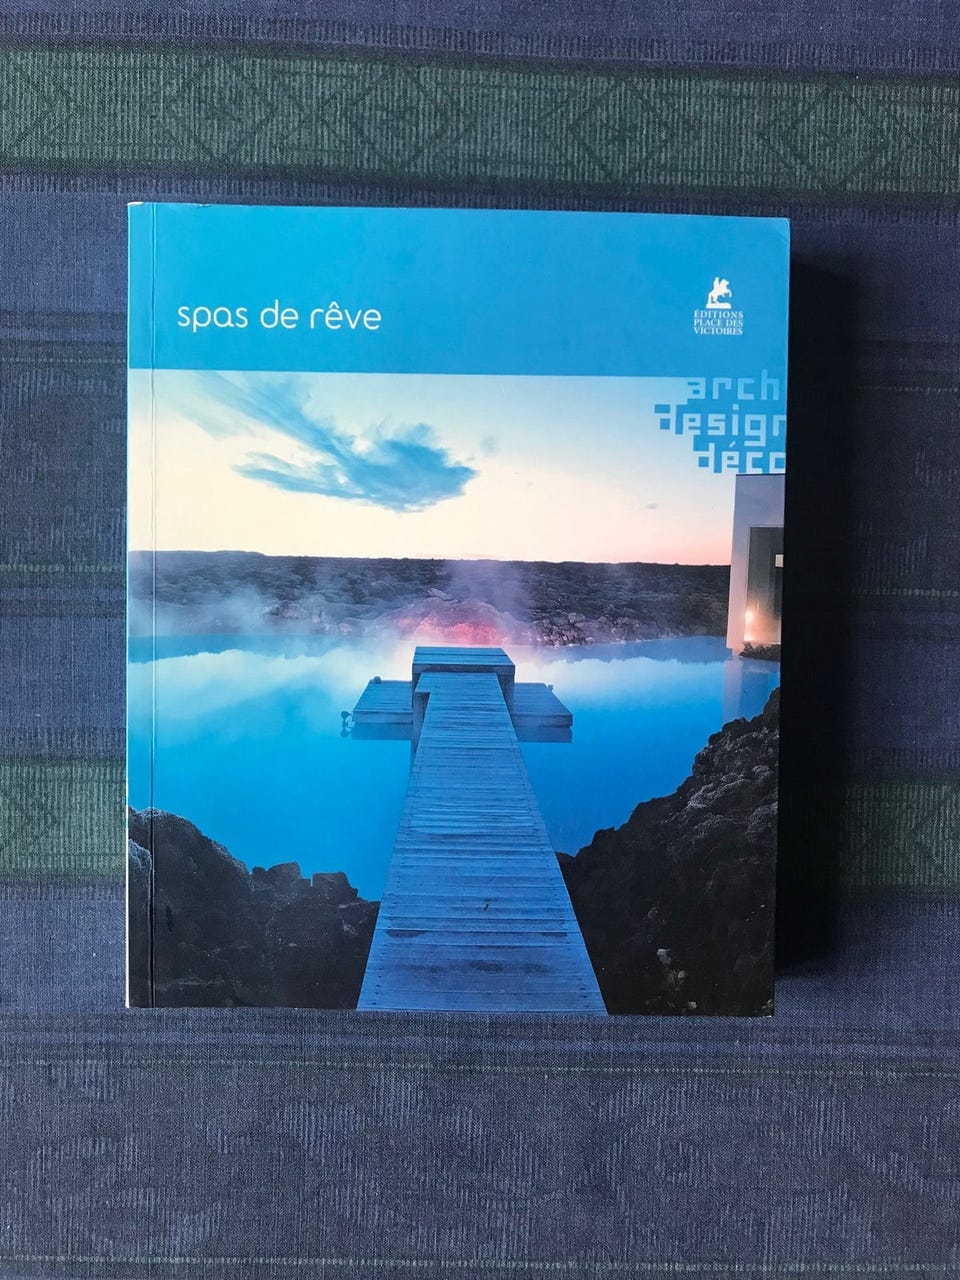 spas de rêve
ÉDITIONS
PLACE DES
VICTOIRES
arch
design
déco